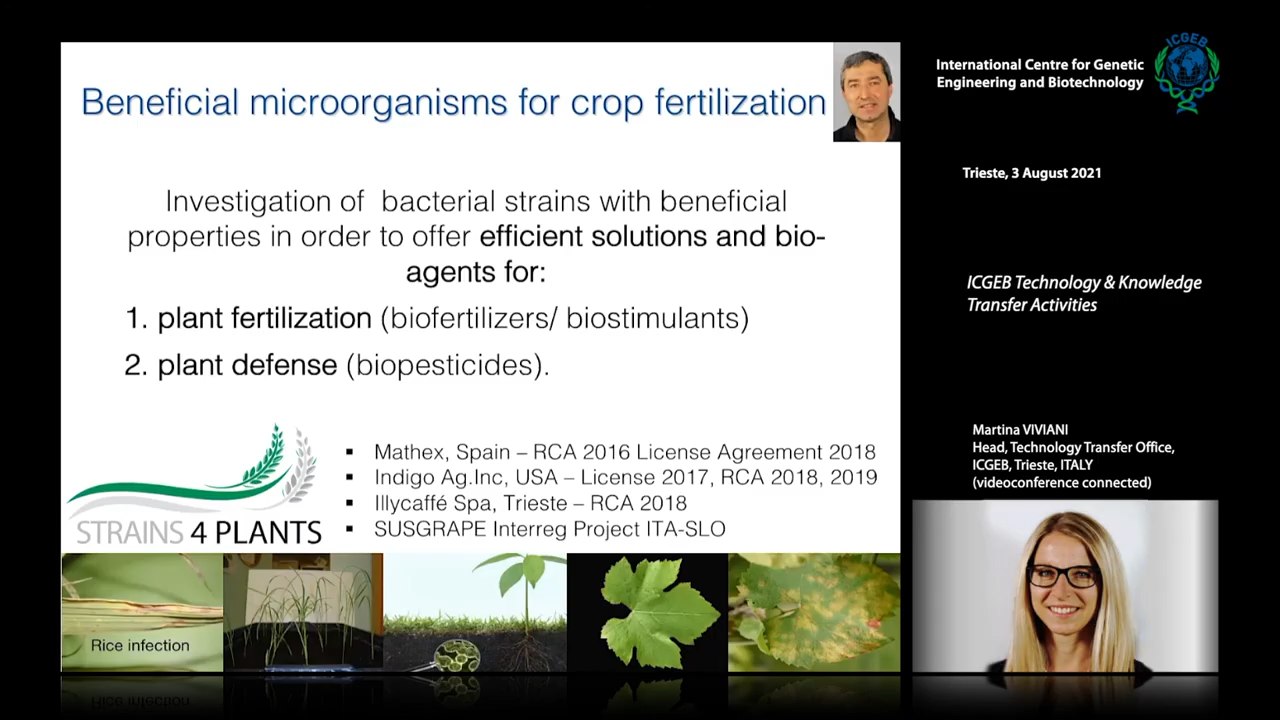 Beneficial microorganisms for crop fertilization
Investigation of bacterial strains with beneficial
properties in order to offer efficient solutions and bio-
agents for:
1. plant fertilization (biofertilizers/ biostimulants)
2. plant defense (biopesticides).
STRAINS 4 PLANTS
▪ Mathex, Spain – RCA 2016 License Agreement 2018
▪ Indigo Ag.Inc, USA – License 2017, RCA 2018, 2019
▪ Illycaffé Spa, Trieste – RCA 2018
▪ SUSGRAPE Interreg Project ITA-SLO
Rice infection
International Centre for Genetic
Engineering and Biotechnology
ICGEB
Trieste, 3 August 2021
ICGEB Technology & Knowledge
Transfer Activities
Martina VIVIANI
Head, Technology Transfer Office,
ICGEB, Trieste, ITALY
(videoconference connected)